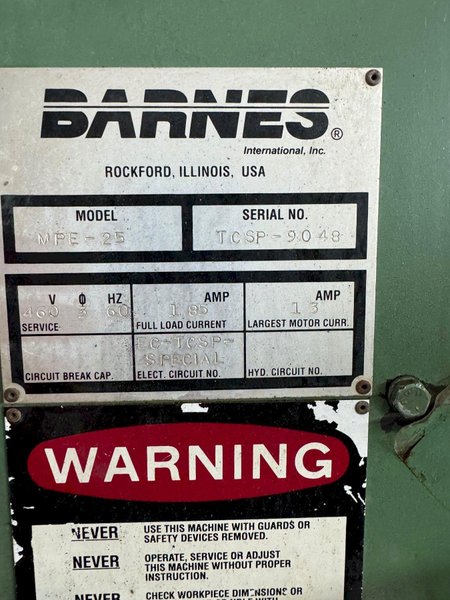 BARNES®
International, Inc.
ROCKFORD, ILLINOIS, USA
MODEL
MPE-25
SERIAL NO.
TCSP-9048
V Φ HZ
460 3 60
SERVICE
AMP
1.85
FULL LOAD CURRENT
AMP
1.3
LARGEST MOTOR CURR.
CIRCUIT BREAK CAP.
EC-TCSP-
SPECIAL
ELECT. CIRCUIT NO.
HYD. CIRCUIT NO.
WARNING
NEVER USE THIS MACHINE WITH GUARDS OR
SAFETY DEVICES REMOVED.
NEVER OPERATE, SERVICE OR ADJUST
THIS MACHINE WITHOUT PROPER
INSTRUCTION.
NEVER CHECK WORKPIECE DIMENSIONS OR